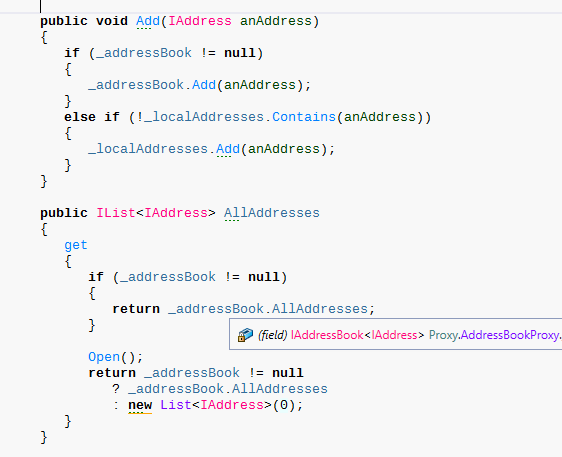 public void Add(IAddress anAddress)
{
if (_addressBook != null)
{
_addressBook.Add(anAddress);
}
else if (!_localAddresses.Contains(anAddress))
{
_localAddresses.Add(anAddress);
}
}
public IList<IAddress> AllAddresses
{
get
{
if (_addressBook != null)
{
return _addressBook.AllAddresses;
}
(field) IAddressBook<IAddress> Proxy.AddressBookProxy.
Open();
return _addressBook != null
? _addressBook.AllAddresses
: new List<IAddress>(0);
}
}